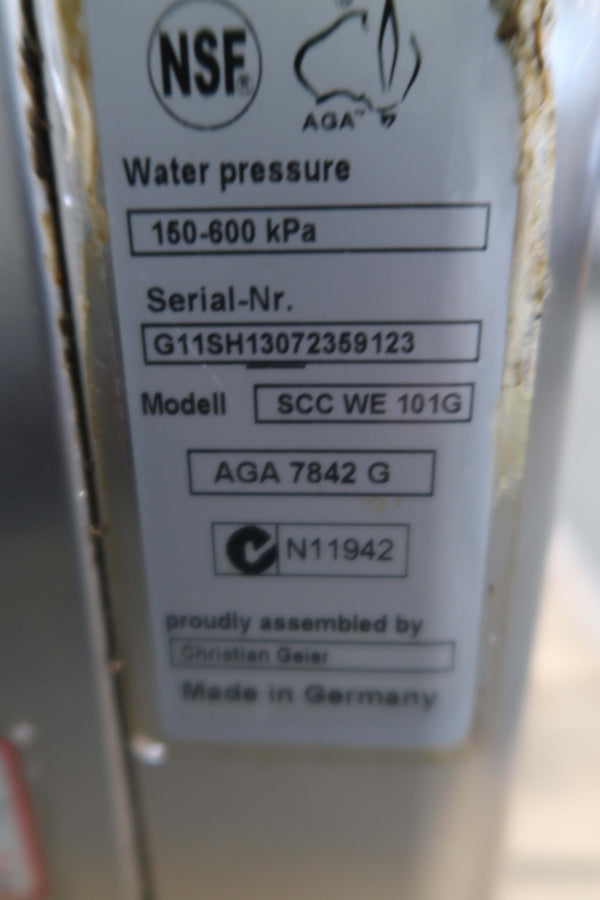 NSF®
AGA™
Water pressure
150-600 kPa
Serial-Nr.
G11SH13072359123
Modell SCC WE 101G
AGA 7842 G
N11942
proudly assembled by
Christian Geier
Made in Germany